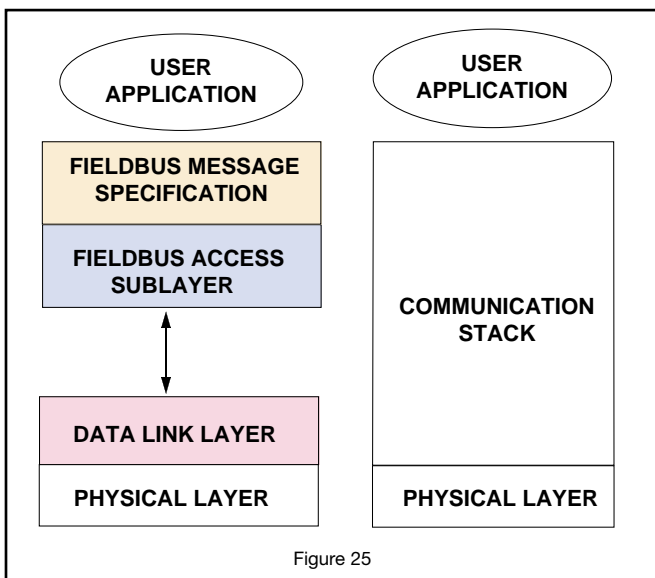 USER
APPLICATION
FIELDBUS MESSAGE
SPECIFICATION
FIELDBUS ACCESS
SUBLAYER
DATA LINK LAYER
PHYSICAL LAYER
USER
APPLICATION
COMMUNICATION
STACK
PHYSICAL LAYER
Figure 25